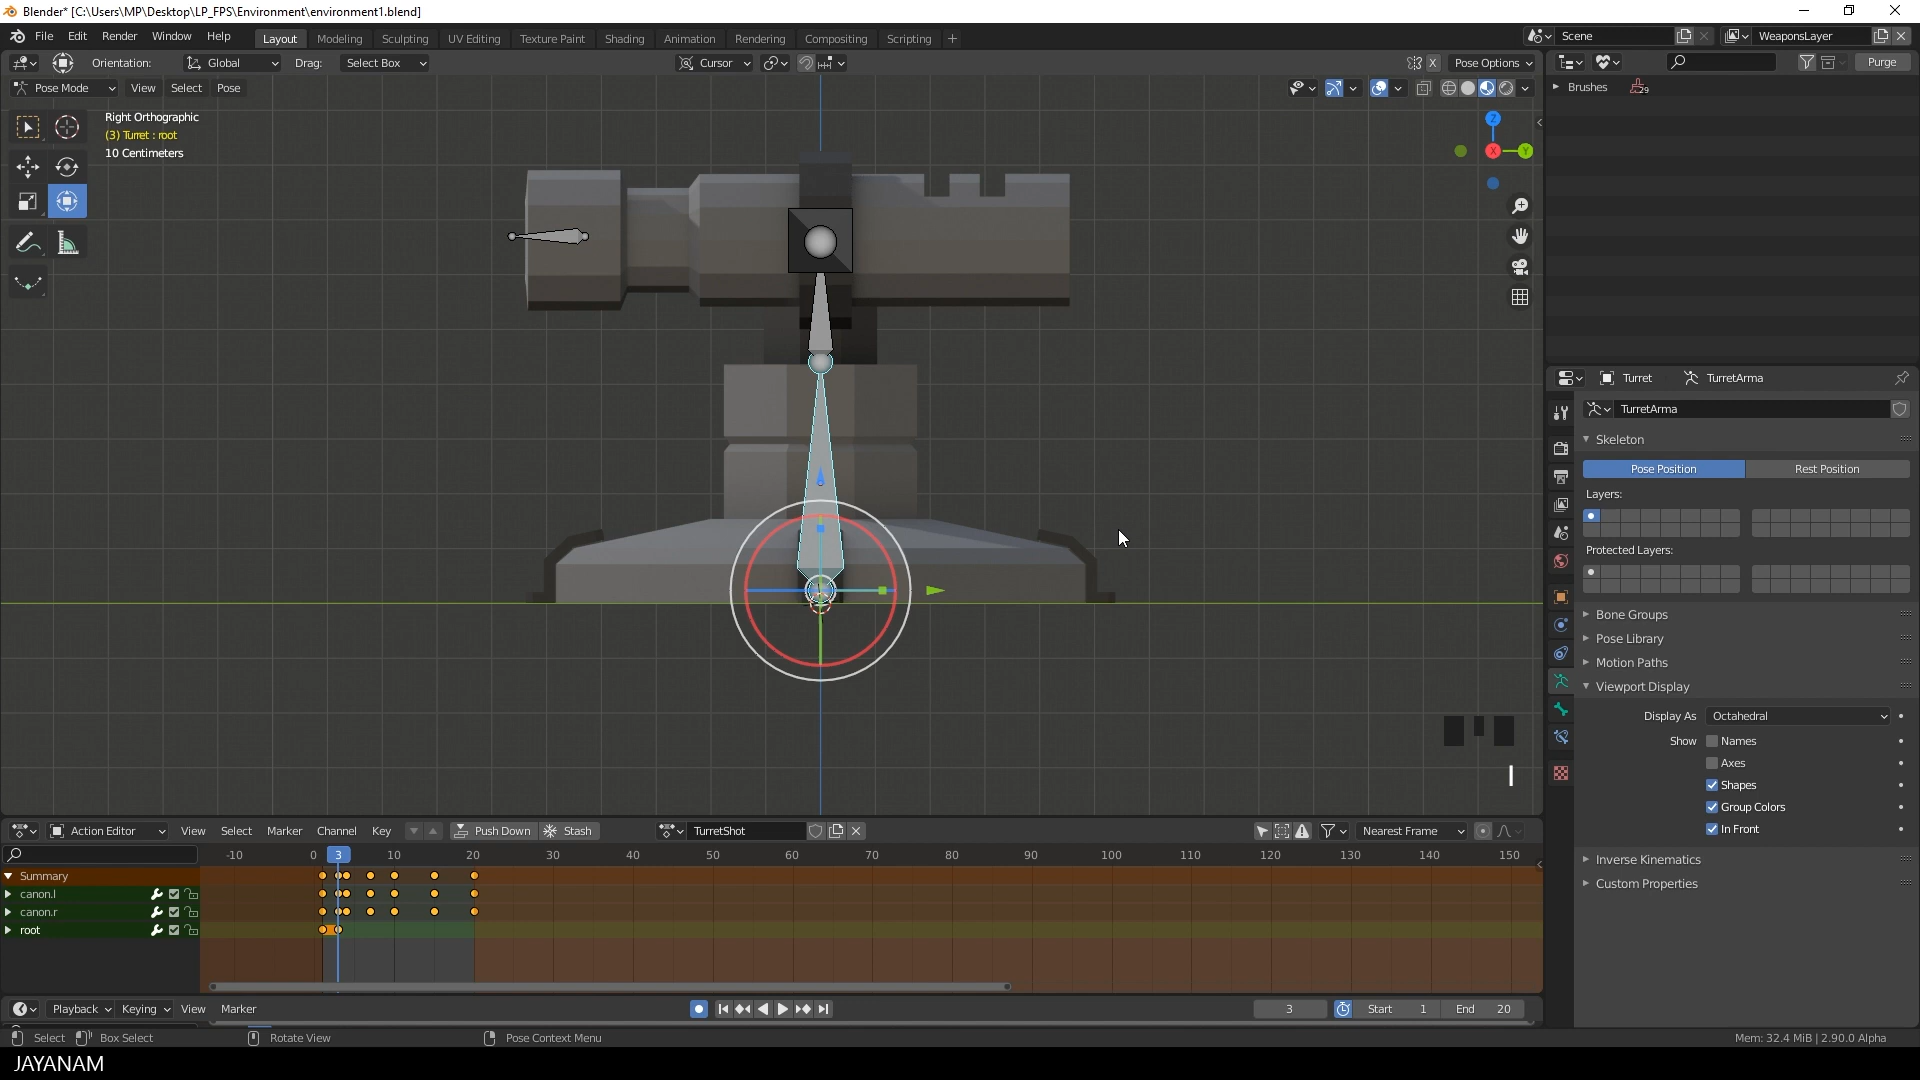 Blender* [C:\Users\MP\Desktop\LP_FPS\Environment\environment1.blend]
File Edit Render Window Help Layout Modeling Sculpting UV Editing Texture Paint Shading Animation Rendering Compositing Scripting + Scene WeaponsLayer
Orientation: Global Drag: Select Box Cursor X Pose Options Purge
Pose Mode View Select Pose
Brushes 29
Right Orthographic
(3) Turret : root
10 Centimeters
Z
X
Y
Turret TurretArma
TurretArma
Skeleton
Pose Position Rest Position
Layers:
Protected Layers:
Bone Groups
Pose Library
Motion Paths
Viewport Display
Display As Octahedral
Show Names
Axes
Shapes
Group Colors
In Front
Inverse Kinematics
Custom Properties
I
Action Editor View Select Marker Channel Key Push Down Stash TurretShot Nearest Frame
-10 0 3 10 20 30 40 50 60 70 80 90 100 110 120 130 140 150
Summary
canon.l
canon.r
root
Playback Keying View Marker 3 Start 1 End 20
Select Box Select Rotate View Pose Context Menu Mem: 32.4 MiB | 2.90.0 Alpha
JAYANAM